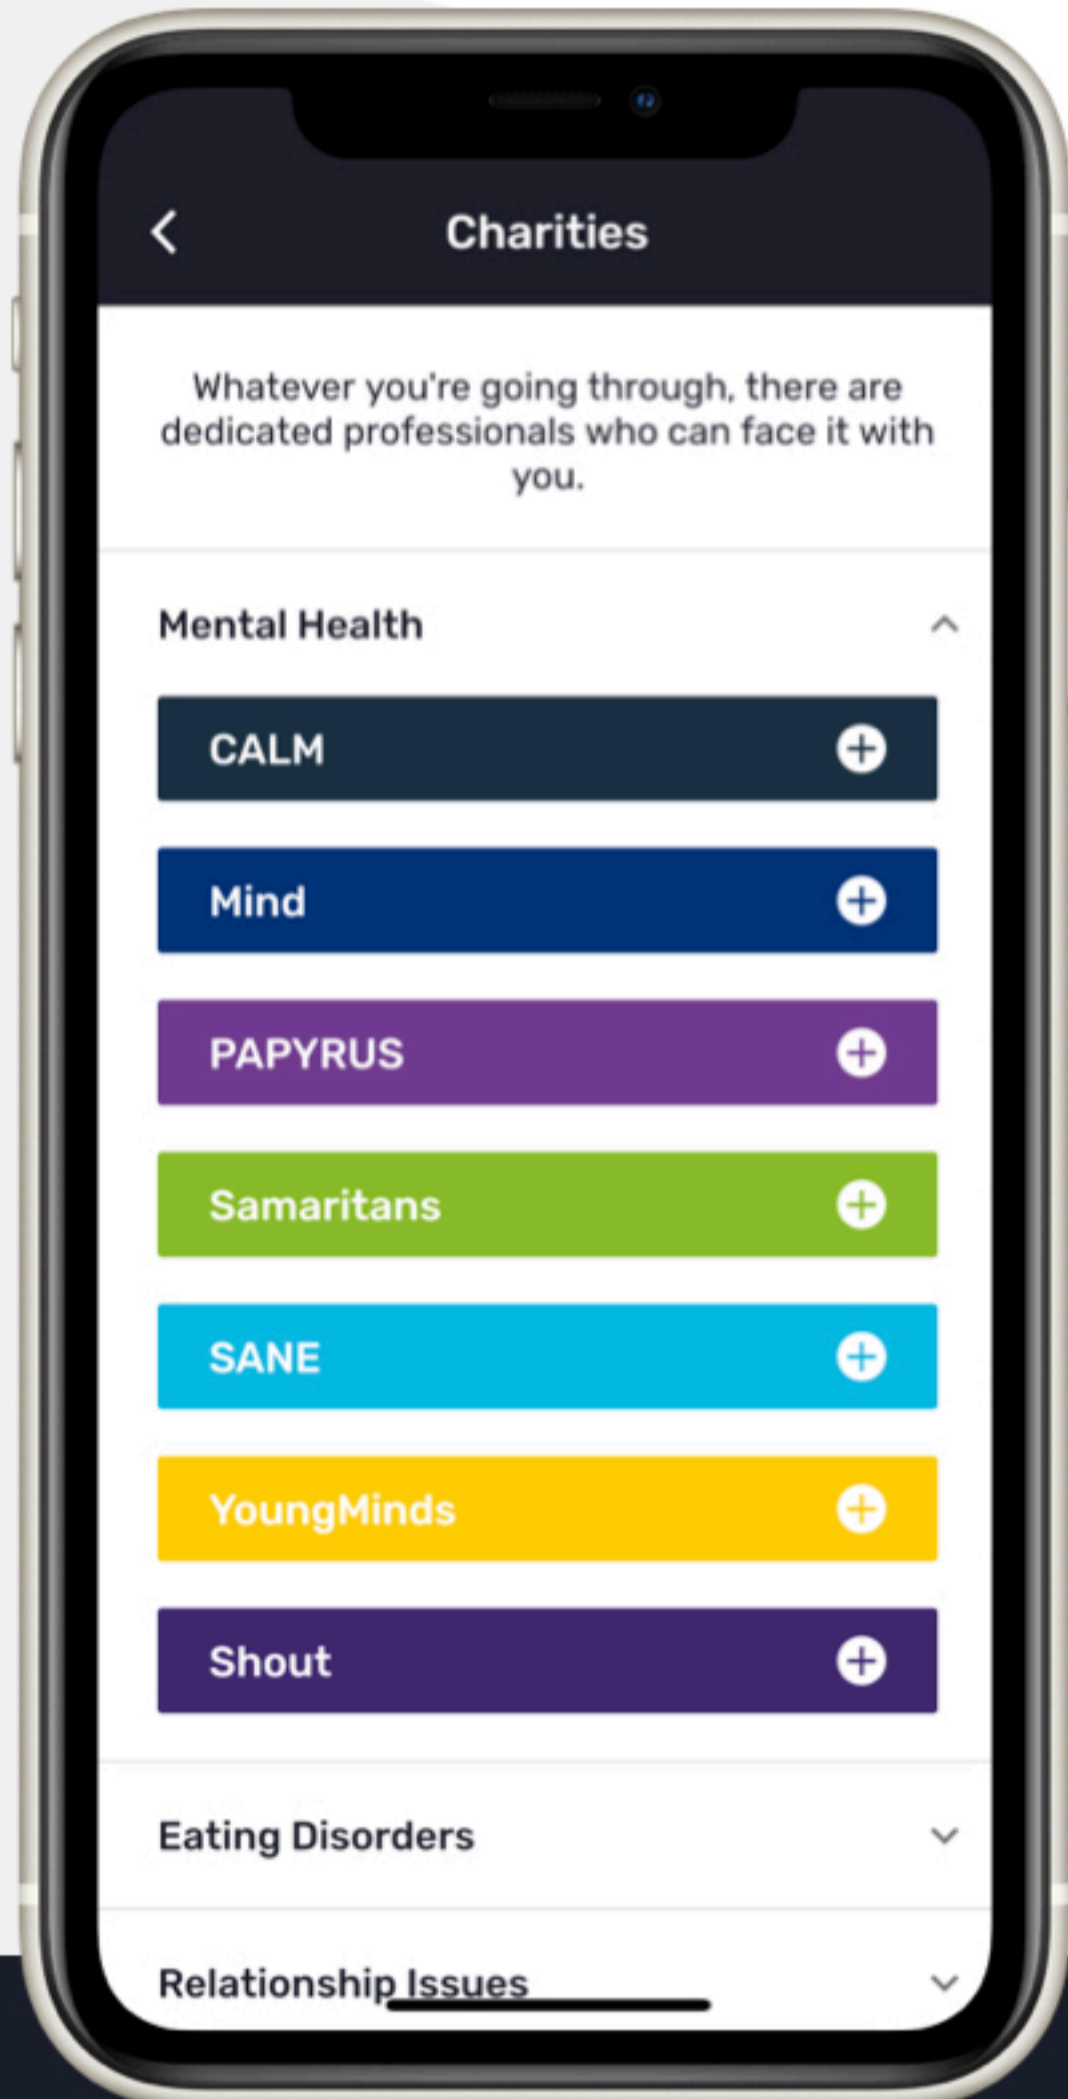 Charities
Whatever you're going through, there are
dedicated professionals who can face it with
you.
Mental Health
CALM
Mind
PAPYRUS
Samaritans
SANE
YoungMinds
Shout
Eating Disorders
Relationship Issues